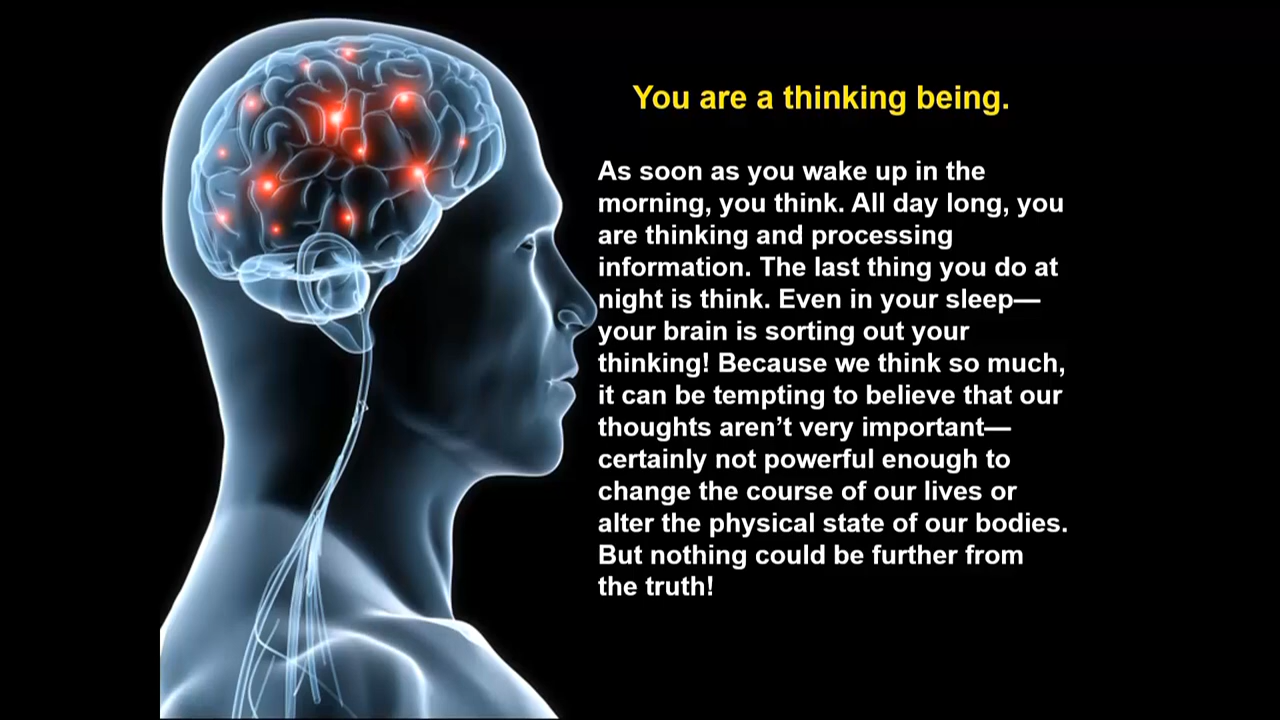 You are a thinking being.
As soon as you wake up in the
morning, you think. All day long, you
are thinking and processing
information. The last thing you do at
night is think. Even in your sleep—
your brain is sorting out your
thinking! Because we think so much,
it can be tempting to believe that our
thoughts aren’t very important—
certainly not powerful enough to
change the course of our lives or
alter the physical state of our bodies.
But nothing could be further from
the truth!